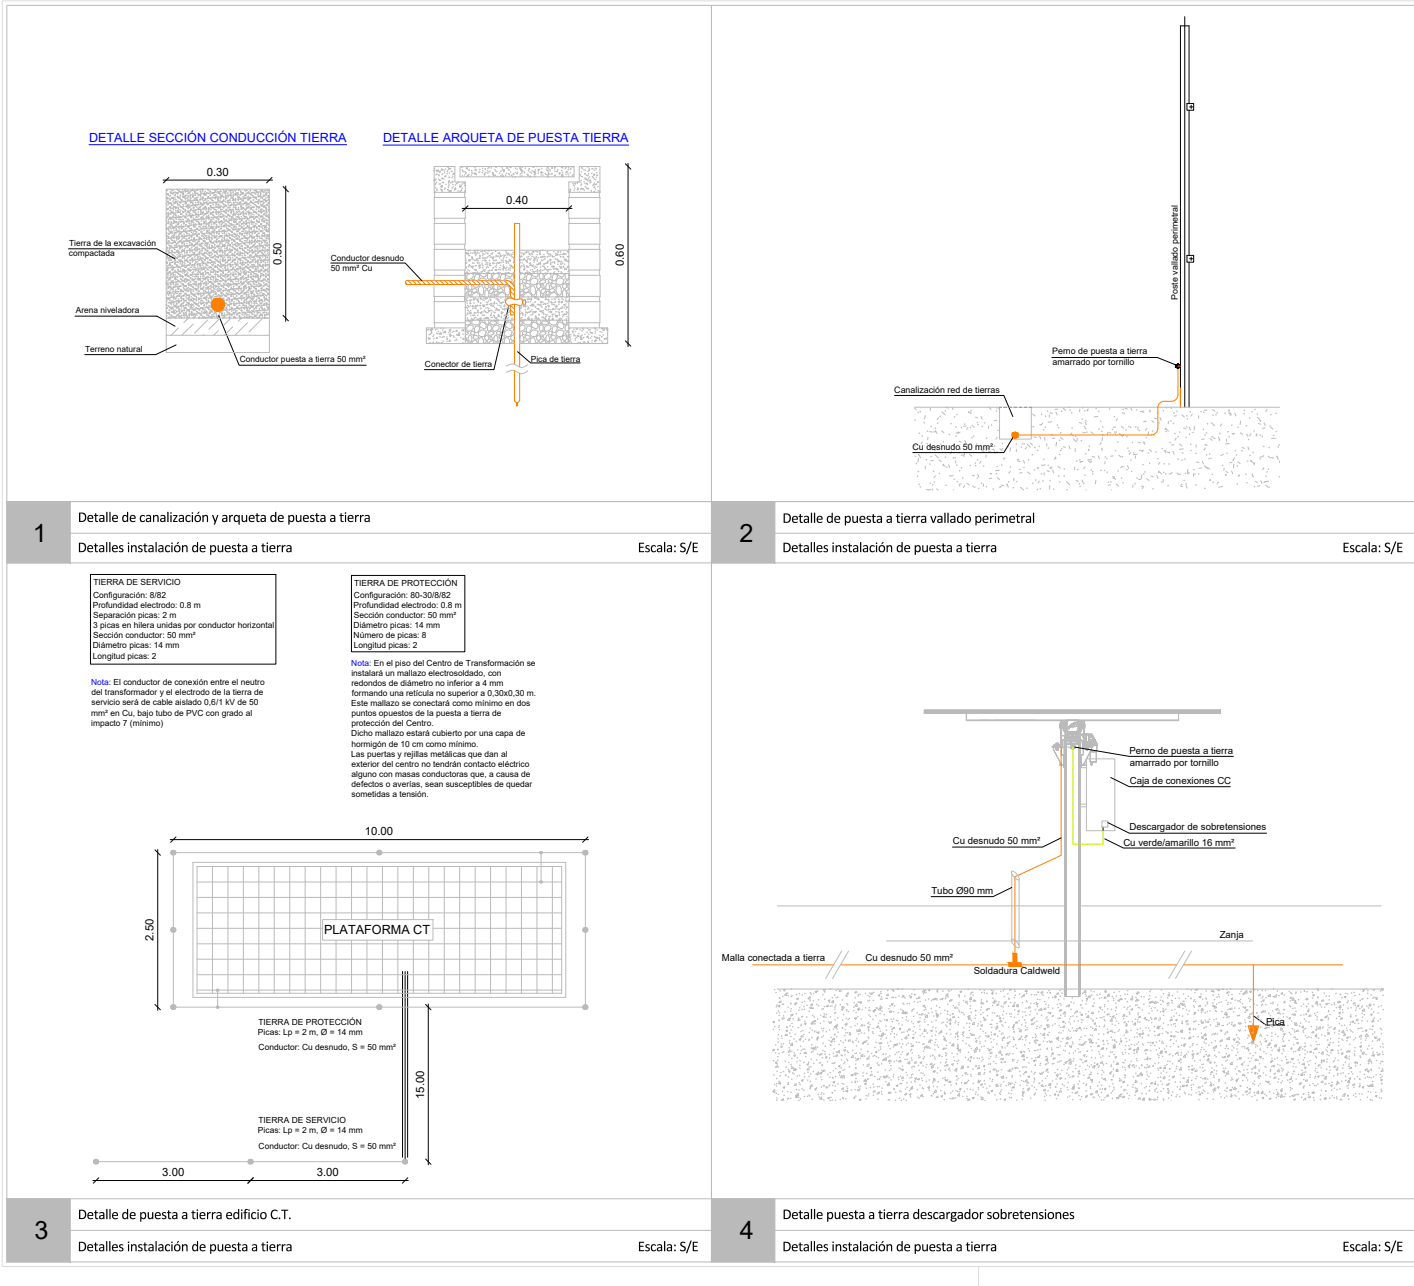 DETALLE SECCIÓN CONDUCCIÓN TIERRA
0.30
0.50
Tierra de la excavación
compactada
Arena niveladora
Terreno natural
Conductor puesta a tierra 50 mm²
DETALLE ARQUETA DE PUESTA TIERRA
0.40
0.60
Conductor desnudo
50 mm² Cu
Conector de tierra
Pica de tierra
1
Detalle de canalización y arqueta de puesta a tierra
Detalles instalación de puesta a tierra
Escala: S/E
Poste vallado perimetral
Perno de puesta a tierra
amarrado por tornillo
Canalización red de tierras
Cu desnudo 50 mm²
2
Detalle de puesta a tierra vallado perimetral
Detalles instalación de puesta a tierra
Escala: S/E
TIERRA DE SERVICIO
Configuración: 8/82
Profundidad electrodo: 0.8 m
Separación picas: 2 m
3 picas en hilera unidas por conductor horizontal
Sección conductor: 50 mm²
Diámetro picas: 14 mm
Longitud picas: 2
Nota: El conductor de conexión entre el neutro
del transformador y el electrodo de la tierra de
servicio será de cable aislado 0,6/1 kV de 50
mm² en Cu, bajo tubo de PVC con grado al
impacto 7 (mínimo)
TIERRA DE PROTECCIÓN
Configuración: 80-30/8/82
Profundidad electrodo: 0.8 m
Sección conductor: 50 mm²
Diámetro picas: 14 mm
Número de picas: 8
Longitud picas: 2
Nota: En el piso del Centro de Transformación se
instalará un mallazo electrosoldado, con
redondos de diámetro no inferior a 4 mm
formando una retícula no superior a 0,30x0,30 m.
Este mallazo se conectará como mínimo en dos
puntos opuestos de la puesta a tierra de
protección del Centro.
Dicho mallazo estará cubierto por una capa de
hormigón de 10 cm como mínimo.
Las puertas y rejillas metálicas que dan al
exterior del centro no tendrán contacto eléctrico
alguno con masas conductoras que, a causa de
defectos o averías, sean susceptibles de quedar
sometidas a tensión.
10.00
2.50
PLATAFORMA CT
TIERRA DE PROTECCIÓN
Picas: Lp = 2 m, Ø = 14 mm
Conductor: Cu desnudo, S = 50 mm²
15.00
TIERRA DE SERVICIO
Picas: Lp = 2 m, Ø = 14 mm
Conductor: Cu desnudo, S = 50 mm²
3.00
3.00
3
Detalle de puesta a tierra edificio C.T.
Detalles instalación de puesta a tierra
Escala: S/E
Perno de puesta a tierra
amarrado por tornillo
Caja de conexiones CC
Descargador de sobretensiones
Cu verde/amarillo 16 mm²
Cu desnudo 50 mm²
Tubo Ø90 mm
Zanja
Malla conectada a tierra
Cu desnudo 50 mm²
Soldadura Caldweld
Pica
4
Detalle puesta a tierra descargador sobretensiones
Detalles instalación de puesta a tierra
Escala: S/E